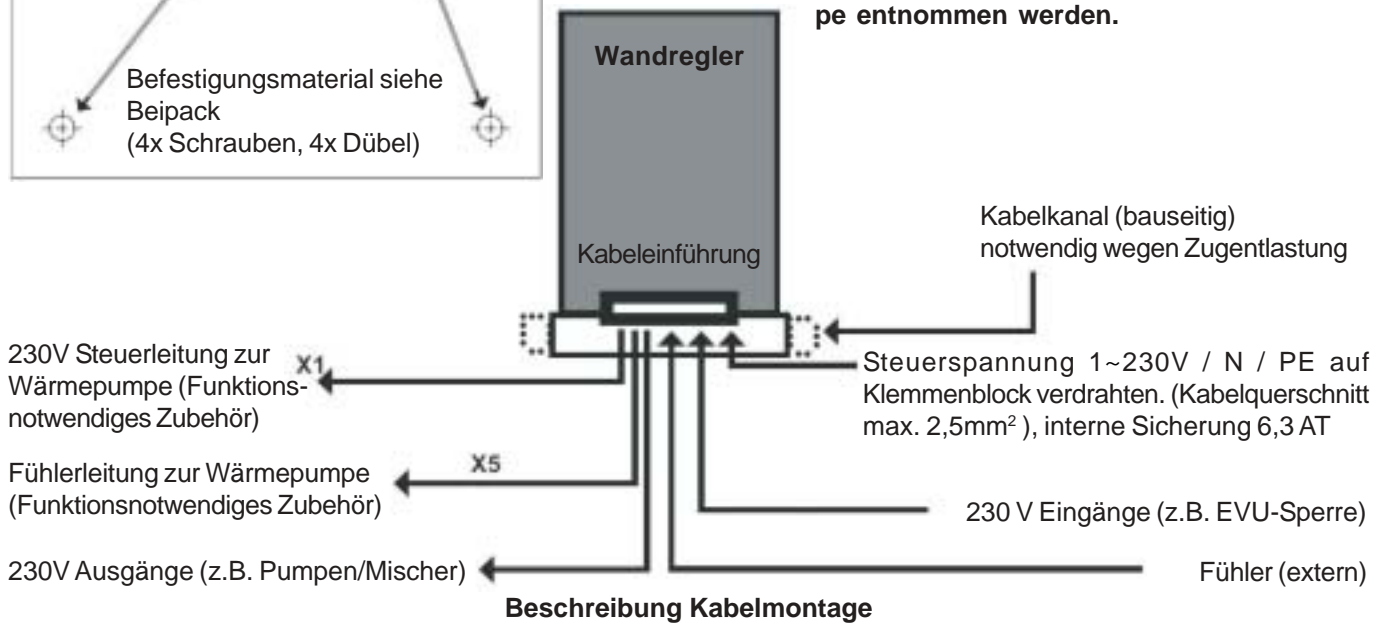 pe entnommen werden.
Wandregler
Befestigungsmaterial siehe
Beipack
(4x Schrauben, 4x Dübel)
Kabelkanal (bauseitig)
notwendig wegen Zugentlastung
Kabeleinführung
230V Steuerleitung zur
Wärmepumpe (Funktions-
notwendiges Zubehör)
X1
Steuerspannung 1~230V / N / PE auf
Klemmenblock verdrahten. (Kabelquerschnitt
max. 2,5mm² ), interne Sicherung 6,3 AT
Fühlerleitung zur Wärmepumpe
(Funktionsnotwendiges Zubehör)
X5
230 V Eingänge (z.B. EVU-Sperre)
230V Ausgänge (z.B. Pumpen/Mischer)
Fühler (extern)
Beschreibung Kabelmontage